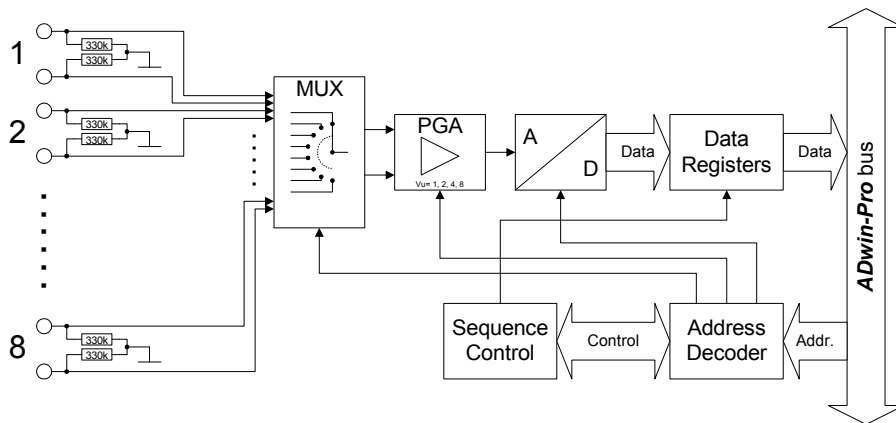 1
330k
330k
2
330k
330k
8
330k
330k
MUX
PGA
Vu= 1, 2, 4, 8
A
D
Data
Data
Registers
Data
Sequence
Control
Control
Address
Decoder
Addr.
ADwin-Pro bus